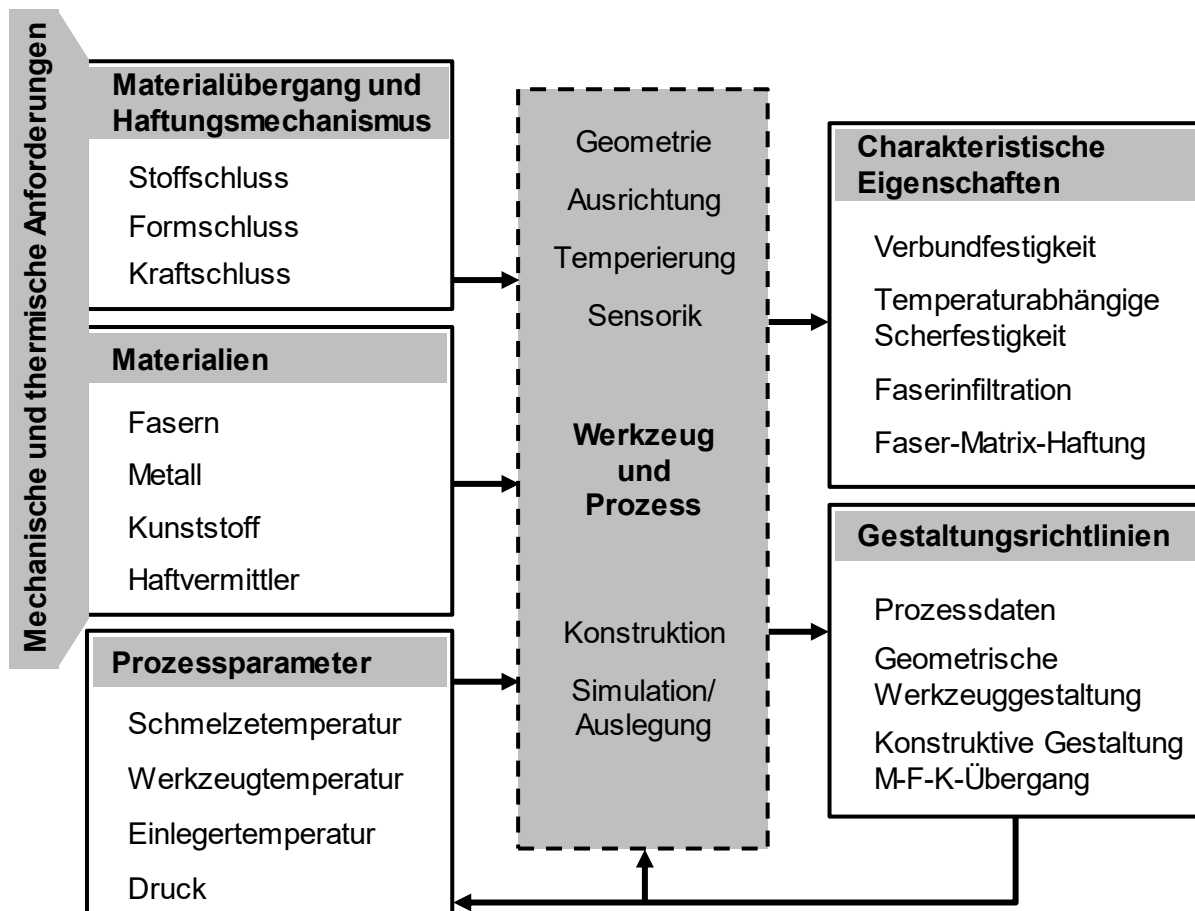 Mechanische und thermische Anforderungen
Materialübergang und
Haftungsmechanismus
Stoffschluss
Formschluss
Kraftschluss
Materialien
Fasern
Metall
Kunststoff
Haftvermittler
Prozessparameter
Schmelzetemperatur
Werkzeugtemperatur
Einlegertemperatur
Druck
Geometrie
Ausrichtung
Temperierung
Sensorik
Werkzeug
und
Prozess
Konstruktion
Simulation/
Auslegung
Charakteristische
Eigenschaften
Verbundfestigkeit
Temperaturabhängige
Scherfestigkeit
Faserinfiltration
Faser-Matrix-Haftung
Gestaltungsrichtlinien
Prozessdaten
Geometrische
Werkzeuggestaltung
Konstruktive Gestaltung
M-F-K-Übergang